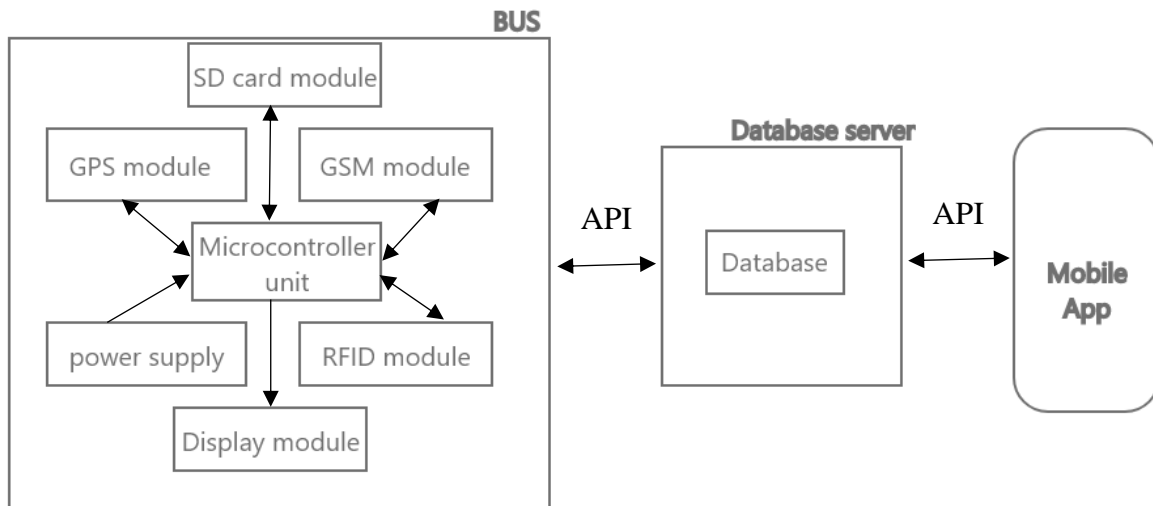 BUS
SD card module
GPS module
GSM module
Microcontroller
unit
power supply
RFID module
Display module
API
Database server
Database
API
Mobile
App